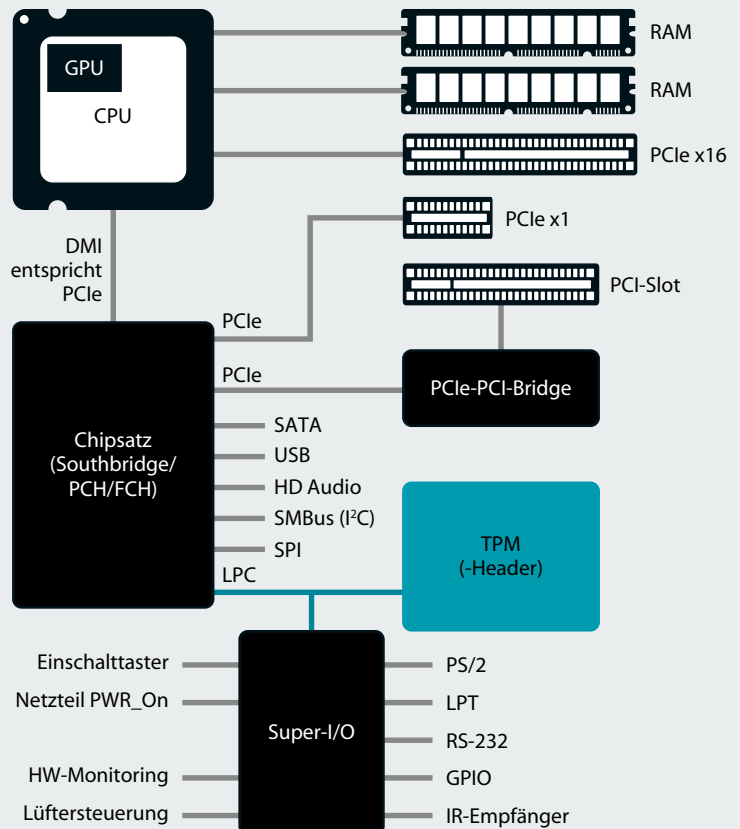 RAM
GPU
RAM
CPU
PCIe x16
PCIe x1
DMI
entspricht
PCIe
PCI-Slot
PCIe
PCIe
PCIe-PCI-Bridge
SATA
Chipsatz
(Southbridge/
PCH/FCH)
USB
HD Audio
SMBus (I²C)
SPI
LPC
TPM
(-Header)
Einschalttaster
PS/2
Netzteil PWR_On
LPT
Super-I/O
RS-232
HW-Monitoring
GPIO
Lüftersteuerung
IR-Empfänger